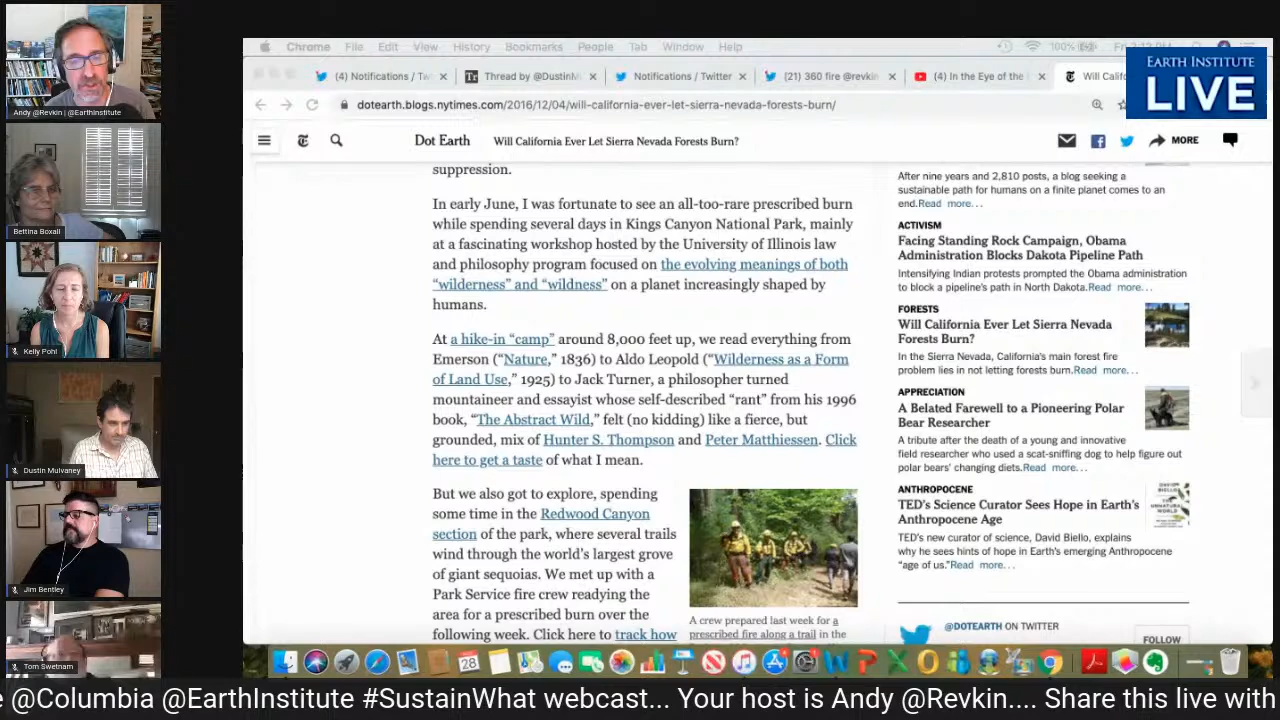 Andy @Revkin | @EarthInstitute
Bettina Boxall
Kelly Pohl
Dustin Mulvaney
Jim Bentley
Tom Swetnam
Chrome File Edit View History Bookmarks People Tab Window Help
100%
EARTH INSTITUTE
LIVE
(4) Notifications / Tw
Thread by @DustinM
Notifications / Twitter
(21) 360 fire @revkin
(4) In the Eye of the
Will Calif
dotearth.blogs.nytimes.com/2016/12/04/will-california-ever-let-sierra-nevada-forests-burn/
Dot Earth Will California Ever Let Sierra Nevada Forests Burn?
MORE
suppression.
In early June, I was fortunate to see an all-too-rare prescribed burn
while spending several days in Kings Canyon National Park, mainly
at a fascinating workshop hosted by the University of Illinois law
and philosophy program focused on the evolving meanings of both
“wilderness” and “wildness” on a planet increasingly shaped by
humans.
At a hike-in “camp” around 8,000 feet up, we read everything from
Emerson (“Nature,” 1836) to Aldo Leopold (“Wilderness as a Form
of Land Use,” 1925) to Jack Turner, a philosopher turned
mountaineer and essayist whose self-described “rant” from his 1996
book, “The Abstract Wild,” felt (no kidding) like a fierce, but
grounded, mix of Hunter S. Thompson and Peter Matthiessen. Click
here to get a taste of what I mean.
But we also got to explore, spending
some time in the Redwood Canyon
section of the park, where several trails
wind through the world’s largest grove
of giant sequoias. We met up with a
Park Service fire crew readying the
area for a prescribed burn over the
following week. Click here to track how
A crew prepared last week for a
prescribed fire along a trail in the
After nine years and 2,810 posts, a blog seeking a
sustainable path for humans on a finite planet comes to an
end.Read more...
ACTIVISM
Facing Standing Rock Campaign, Obama
Administration Blocks Dakota Pipeline Path
Intensifying Indian protests prompted the Obama administration
to block a pipeline’s path in North Dakota.Read more...
FORESTS
Will California Ever Let Sierra Nevada
Forests Burn?
In the Sierra Nevada, California’s main forest fire
problem lies in not letting forests burn.Read more...
APPRECIATION
A Belated Farewell to a Pioneering Polar
Bear Researcher
A tribute after the death of a young and innovative
field researcher who used a scat-sniffing dog to help figure out
polar bears’ changing diets.Read more...
ANTHROPOCENE
TED’s Science Curator Sees Hope in Earth’s
Anthropocene Age
TED’s new curator of science, David Biello, explains
why he sees hints of hope in Earth’s emerging Anthropocene
“age of us.”Read more...
@DOTEARTH ON TWITTER
FOLLOW
28
e @Columbia @EarthInstitute #SustainWhat webcast... Your host is Andy @Revkin.... Share this live with